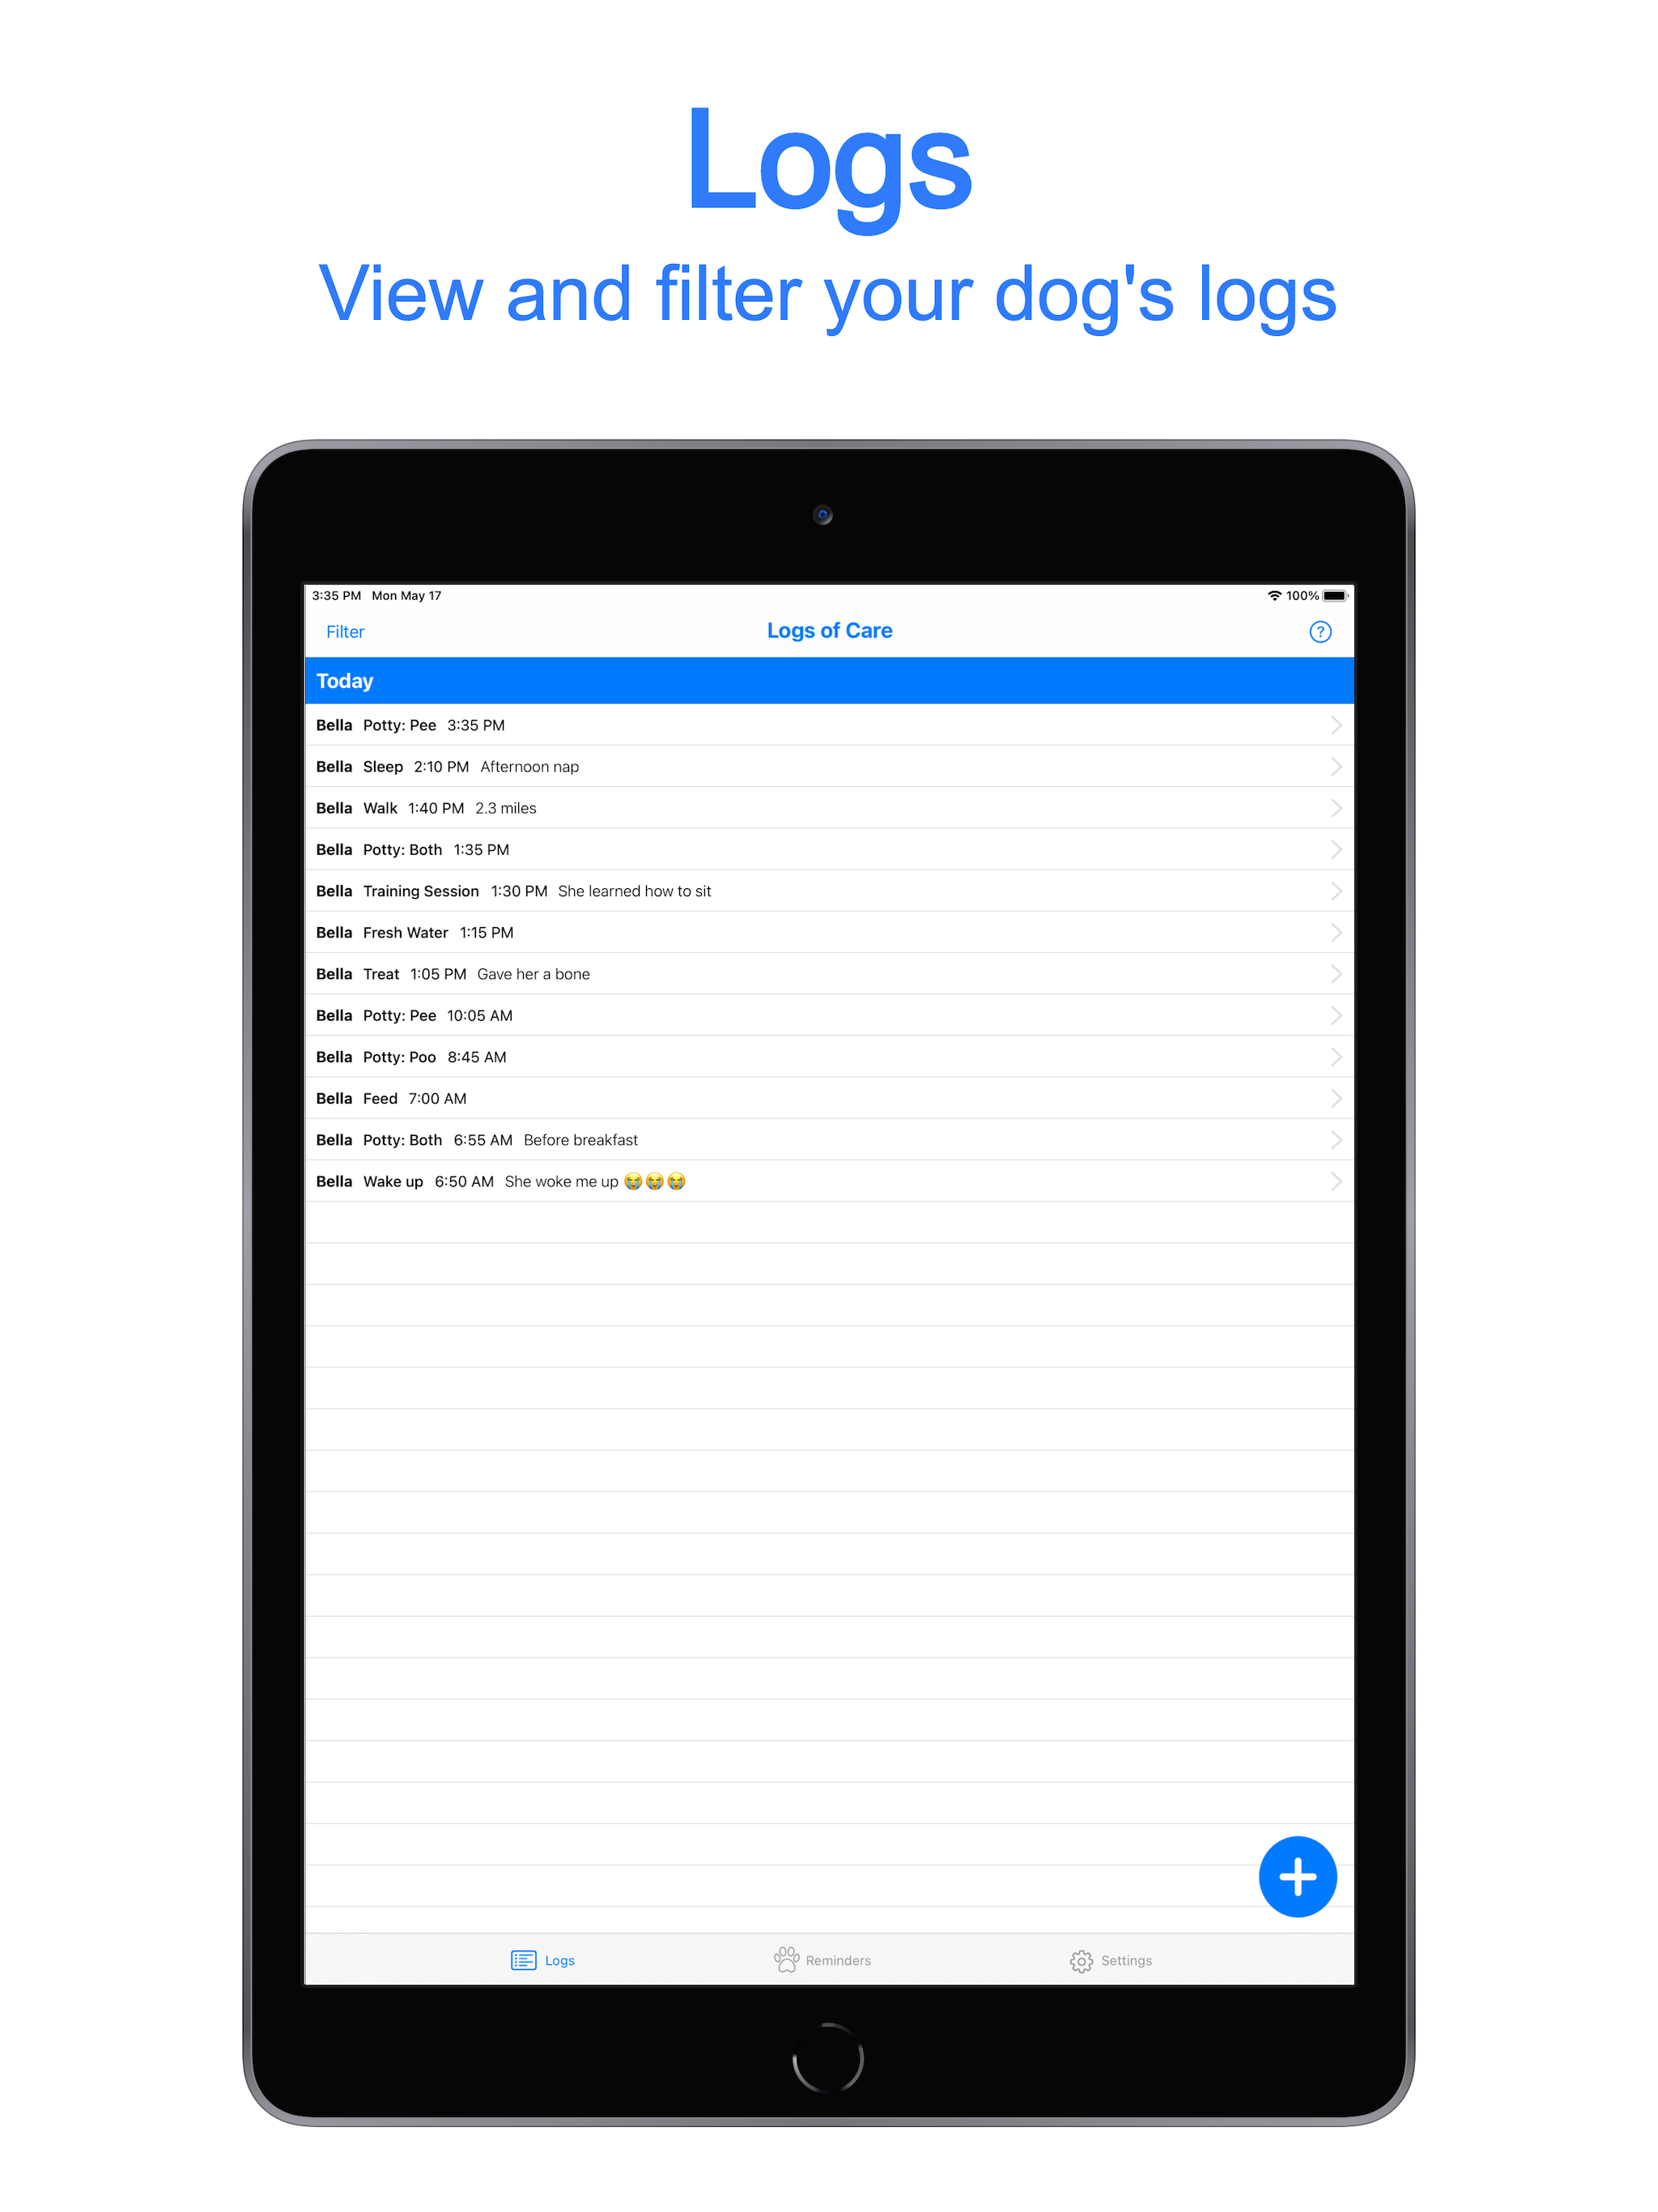 Logs
View and filter your dog's logs
3:35 PM Mon May 17 100%
Filter Logs of Care ?
Today
Bella Potty: Pee 3:35 PM
Bella Sleep 2:10 PM Afternoon nap
Bella Walk 1:40 PM 2.3 miles
Bella Potty: Both 1:35 PM
Bella Training Session 1:30 PM She learned how to sit
Bella Fresh Water 1:15 PM
Bella Treat 1:05 PM Gave her a bone
Bella Potty: Pee 10:05 AM
Bella Potty: Poo 8:45 AM
Bella Feed 7:00 AM
Bella Potty: Both 6:55 AM Before breakfast
Bella Wake up 6:50 AM She woke me up 😭😭😭
Logs Reminders Settings